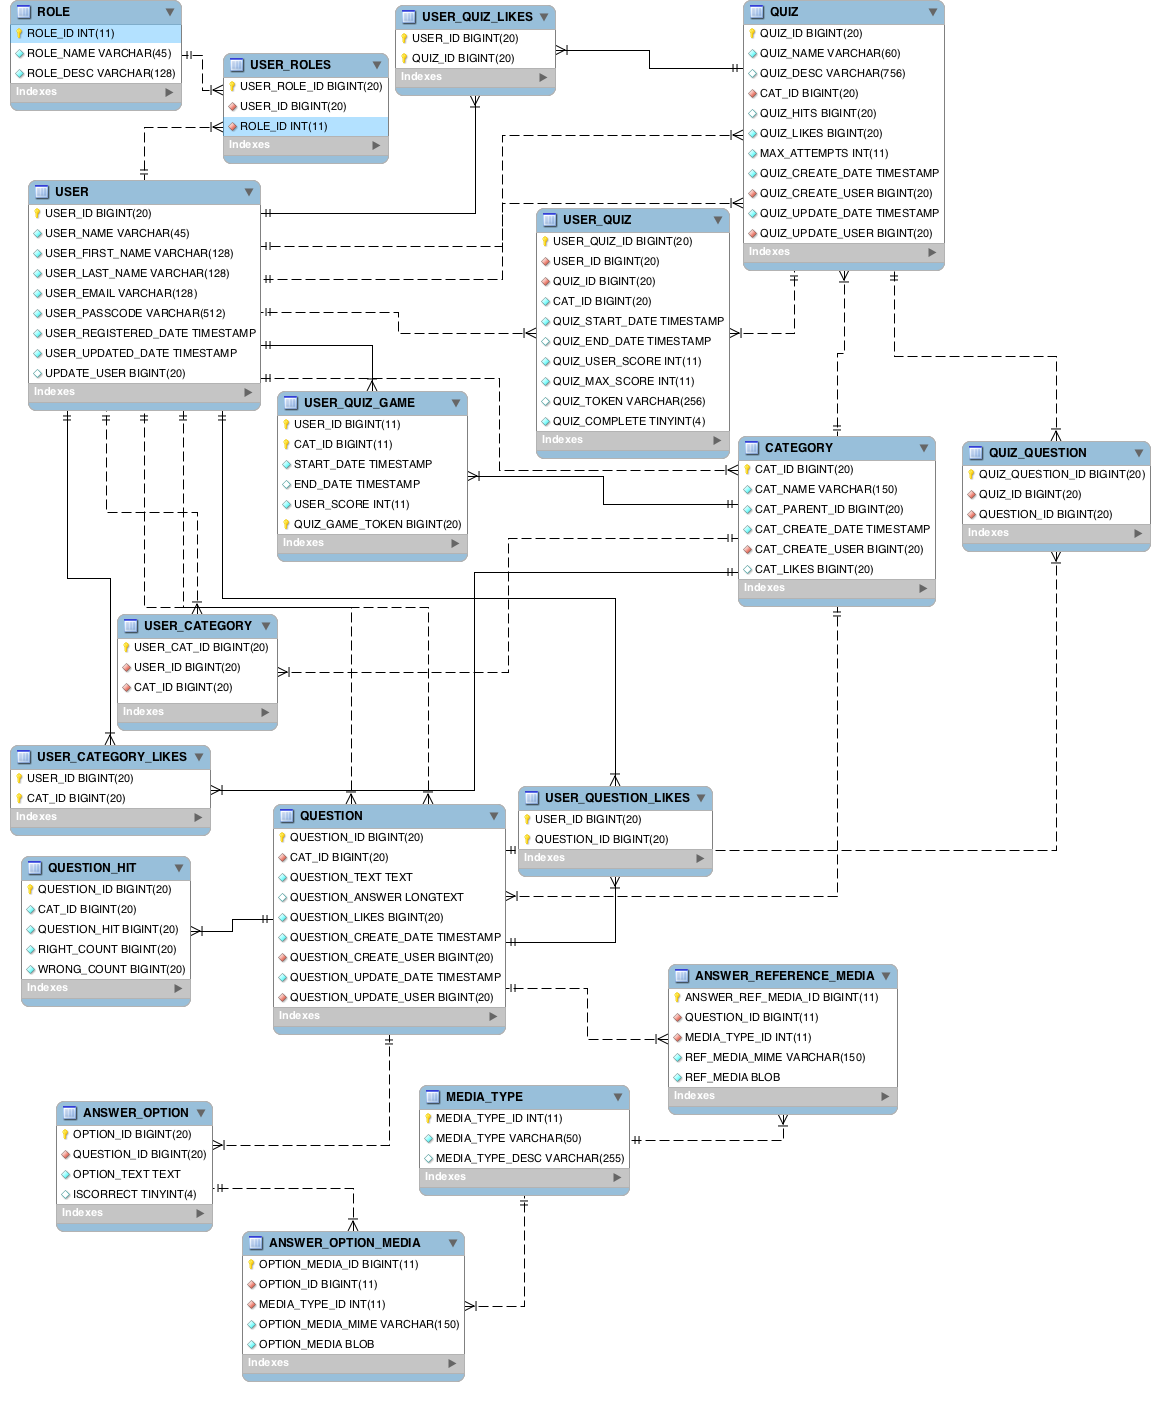 ROLE
ROLE_ID INT(11)
ROLE_NAME VARCHAR(45)
ROLE_DESC VARCHAR(128)
Indexes
USER_ROLES
USER_ROLE_ID BIGINT(20)
USER_ID BIGINT(20)
ROLE_ID INT(11)
Indexes
USER_QUIZ_LIKES
USER_ID BIGINT(20)
QUIZ_ID BIGINT(20)
Indexes
QUIZ
QUIZ_ID BIGINT(20)
QUIZ_NAME VARCHAR(60)
QUIZ_DESC VARCHAR(756)
CAT_ID BIGINT(20)
QUIZ_HITS BIGINT(20)
QUIZ_LIKES BIGINT(20)
MAX_ATTEMPTS INT(11)
QUIZ_CREATE_DATE TIMESTAMP
QUIZ_CREATE_USER BIGINT(20)
QUIZ_UPDATE_DATE TIMESTAMP
QUIZ_UPDATE_USER BIGINT(20)
Indexes
USER
USER_ID BIGINT(20)
USER_NAME VARCHAR(45)
USER_FIRST_NAME VARCHAR(128)
USER_LAST_NAME VARCHAR(128)
USER_EMAIL VARCHAR(128)
USER_PASSCODE VARCHAR(512)
USER_REGISTERED_DATE TIMESTAMP
USER_UPDATED_DATE TIMESTAMP
UPDATE_USER BIGINT(20)
Indexes
USER_QUIZ
USER_QUIZ_ID BIGINT(20)
USER_ID BIGINT(20)
QUIZ_ID BIGINT(20)
CAT_ID BIGINT(20)
QUIZ_START_DATE TIMESTAMP
QUIZ_END_DATE TIMESTAMP
QUIZ_USER_SCORE INT(11)
QUIZ_MAX_SCORE INT(11)
QUIZ_TOKEN VARCHAR(256)
QUIZ_COMPLETE TINYINT(4)
Indexes
USER_QUIZ_GAME
USER_ID BIGINT(11)
CAT_ID BIGINT(11)
START_DATE TIMESTAMP
END_DATE TIMESTAMP
USER_SCORE INT(11)
QUIZ_GAME_TOKEN BIGINT(20)
Indexes
CATEGORY
CAT_ID BIGINT(20)
CAT_NAME VARCHAR(150)
CAT_PARENT_ID BIGINT(20)
CAT_CREATE_DATE TIMESTAMP
CAT_CREATE_USER BIGINT(20)
CAT_LIKES BIGINT(20)
Indexes
QUIZ_QUESTION
QUIZ_QUESTION_ID BIGINT(20)
QUIZ_ID BIGINT(20)
QUESTION_ID BIGINT(20)
Indexes
USER_CATEGORY
USER_CAT_ID BIGINT(20)
USER_ID BIGINT(20)
CAT_ID BIGINT(20)
Indexes
USER_CATEGORY_LIKES
USER_ID BIGINT(20)
CAT_ID BIGINT(20)
Indexes
QUESTION
QUESTION_ID BIGINT(20)
CAT_ID BIGINT(20)
QUESTION_TEXT TEXT
QUESTION_ANSWER LONGTEXT
QUESTION_LIKES BIGINT(20)
QUESTION_CREATE_DATE TIMESTAMP
QUESTION_CREATE_USER BIGINT(20)
QUESTION_UPDATE_DATE TIMESTAMP
QUESTION_UPDATE_USER BIGINT(20)
Indexes
USER_QUESTION_LIKES
USER_ID BIGINT(20)
QUESTION_ID BIGINT(20)
Indexes
QUESTION_HIT
QUESTION_ID BIGINT(20)
CAT_ID BIGINT(20)
QUESTION_HIT BIGINT(20)
RIGHT_COUNT BIGINT(20)
WRONG_COUNT BIGINT(20)
Indexes
ANSWER_REFERENCE_MEDIA
ANSWER_REF_MEDIA_ID BIGINT(11)
QUESTION_ID BIGINT(11)
MEDIA_TYPE_ID INT(11)
REF_MEDIA_MIME VARCHAR(150)
REF_MEDIA BLOB
Indexes
MEDIA_TYPE
MEDIA_TYPE_ID INT(11)
MEDIA_TYPE VARCHAR(50)
MEDIA_TYPE_DESC VARCHAR(255)
Indexes
ANSWER_OPTION
OPTION_ID BIGINT(20)
QUESTION_ID BIGINT(20)
OPTION_TEXT TEXT
ISCORRECT TINYINT(4)
Indexes
ANSWER_OPTION_MEDIA
OPTION_MEDIA_ID BIGINT(11)
OPTION_ID BIGINT(11)
MEDIA_TYPE_ID INT(11)
OPTION_MEDIA_MIME VARCHAR(150)
OPTION_MEDIA BLOB
Indexes